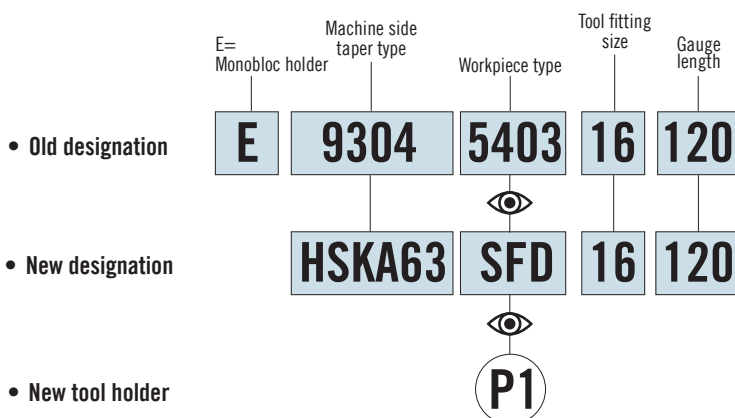 E=
Monobloc holder
Machine side
taper type
Workpiece type
Tool fitting
size
Gauge
length
• Old designation E 9304 5403 16 120
• New designation HSKA63 SFD 16 120
• New tool holder P1